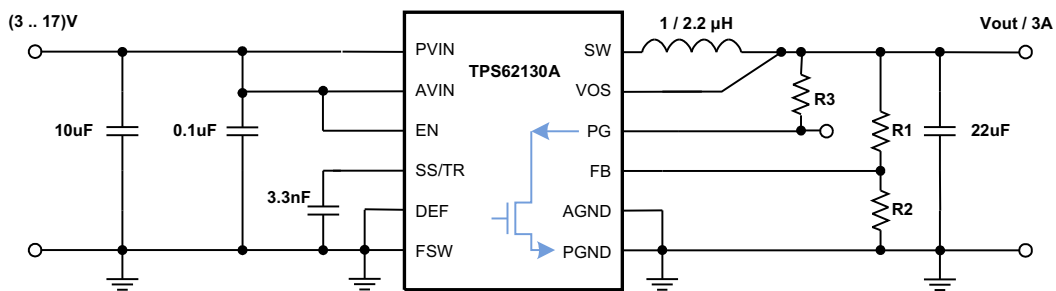 (3 .. 17)V
1 / 2.2 µH
Vout / 3A
PVIN
SW
TPS62130A
AVIN
VOS
R3
10uF
0.1uF
EN
PG
R1
22uF
SS/TR
FB
3.3nF
DEF
AGND
R2
FSW
PGND